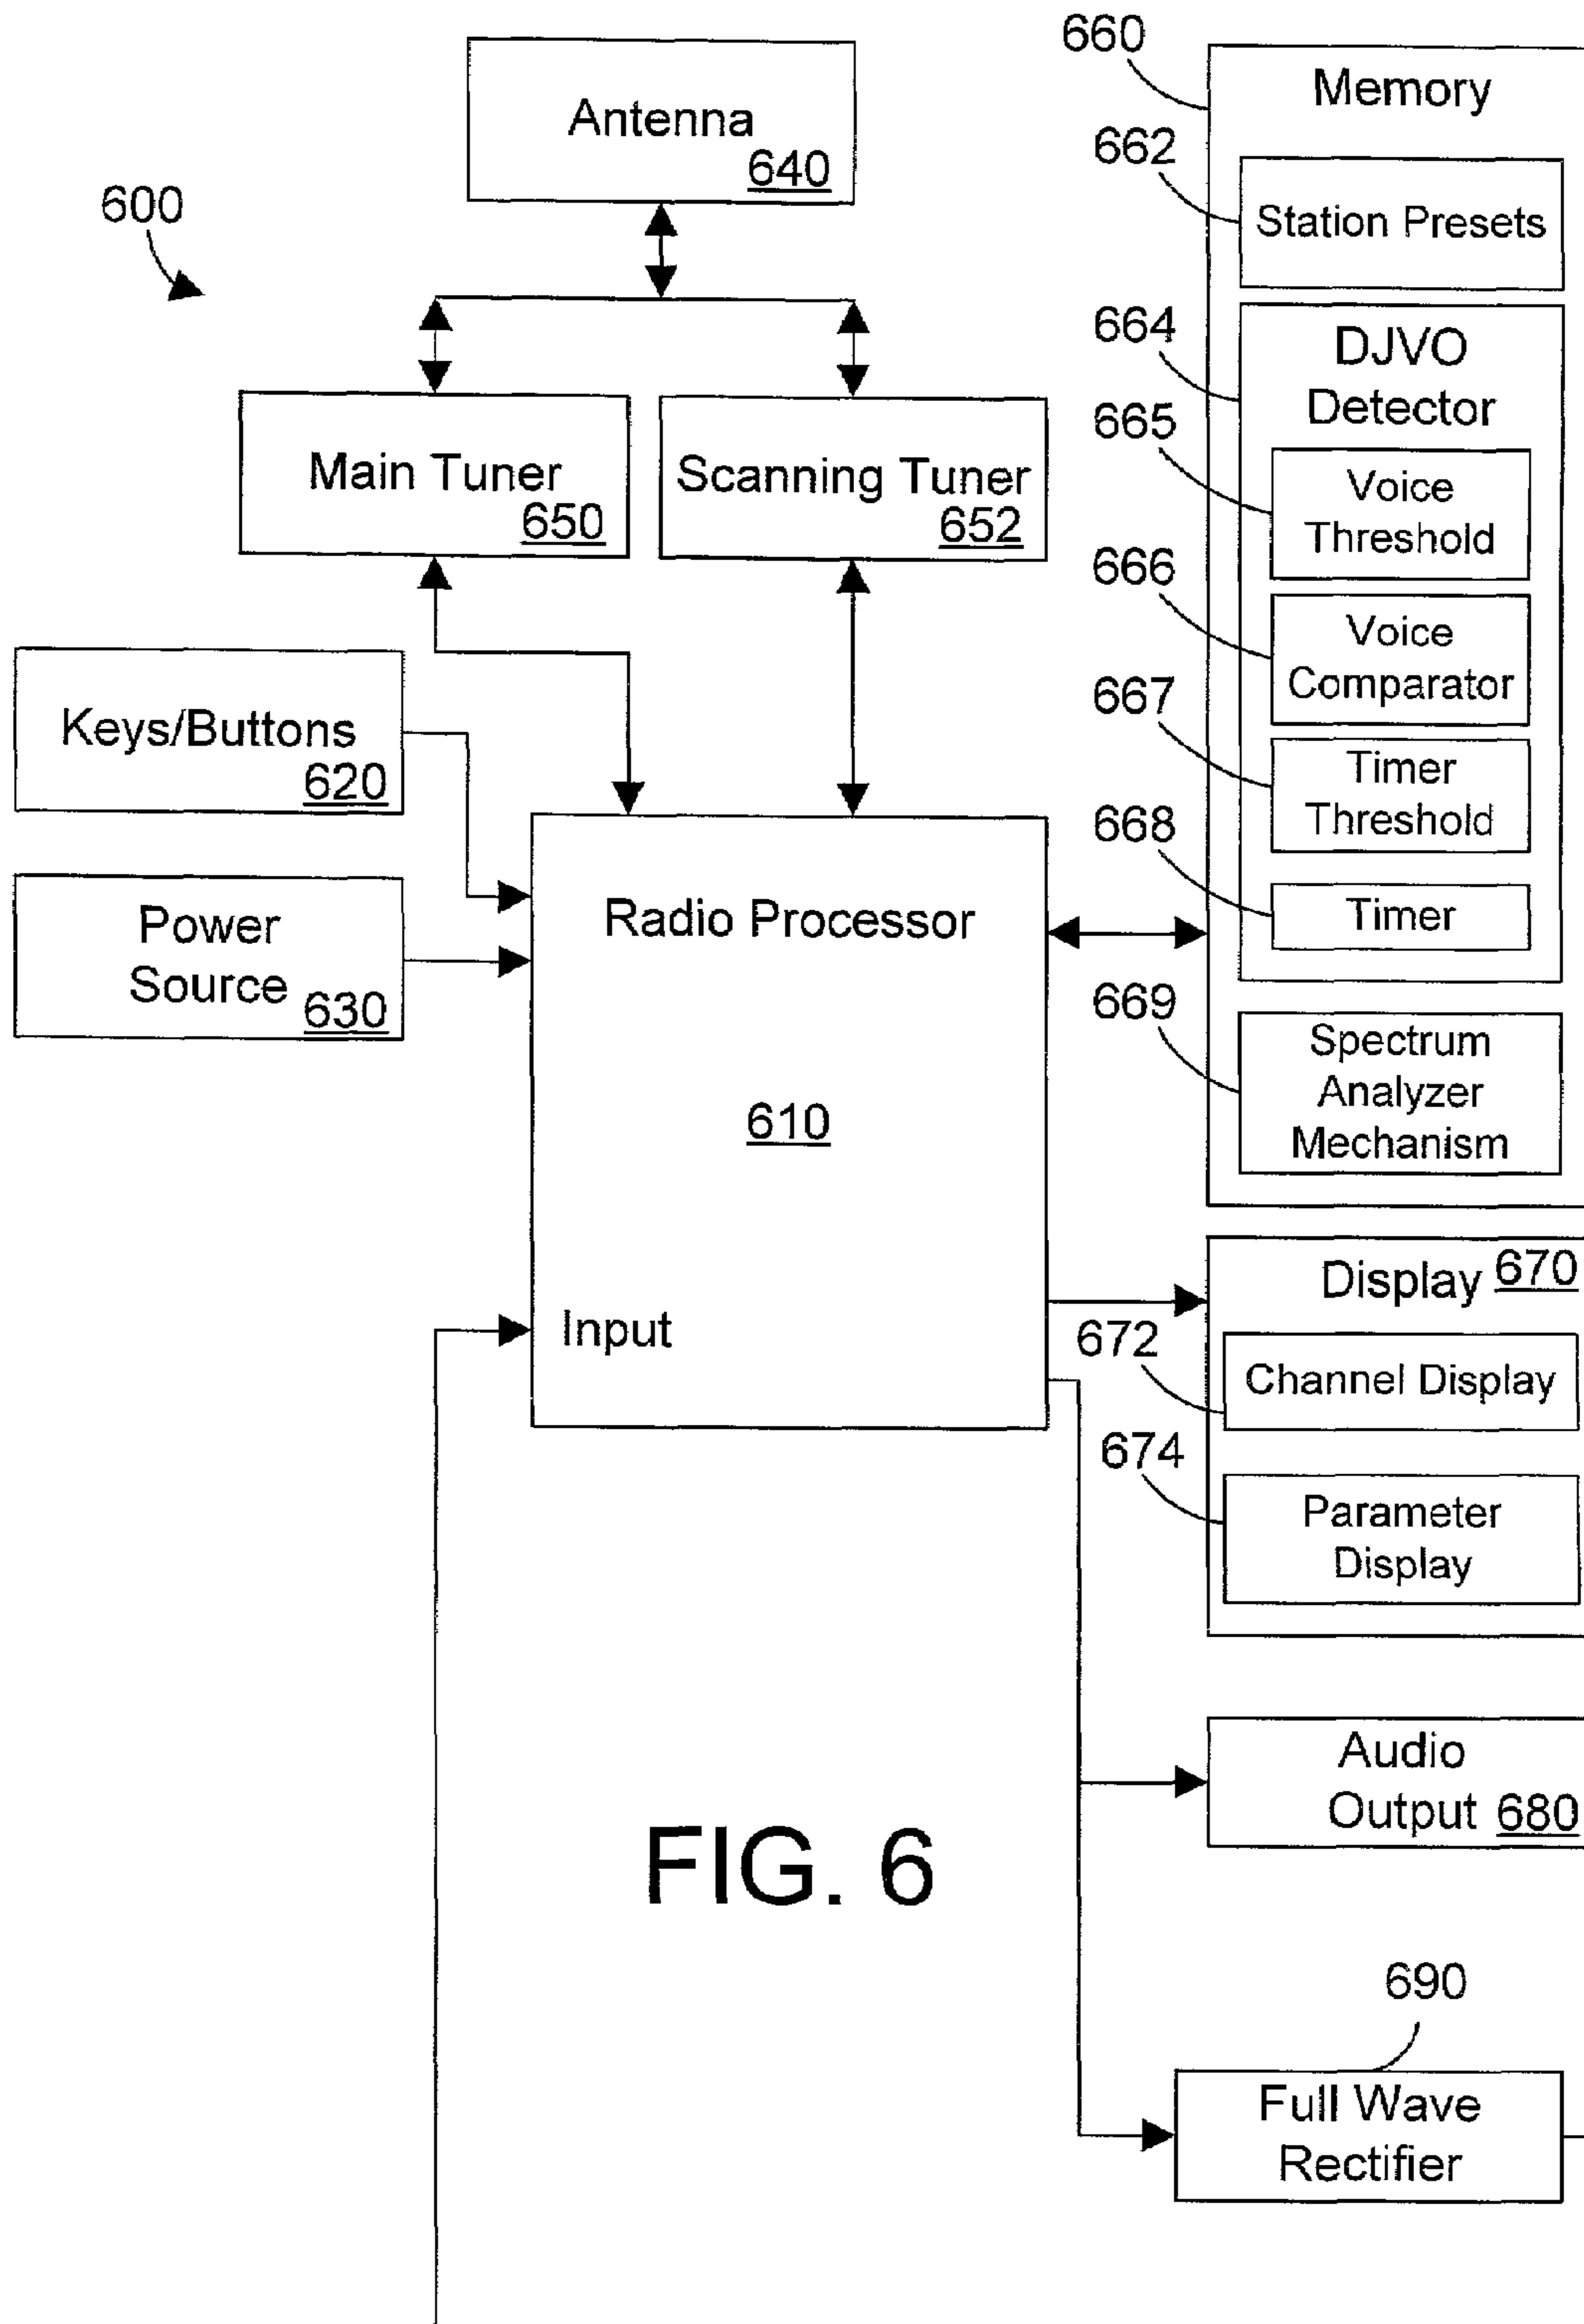 Antenna
640
600
Main Tuner
650
Scanning Tuner
652
Keys/Buttons
620
Power
Source
630
Radio Processor
610
Input
660
Memory
662
Station Presets
664
DJVO
Detector
665
Voice
Threshold
666
Voice
Comparator
667
Timer
Threshold
668
Timer
669
Spectrum
Analyzer
Mechanism
Display 670
672
Channel Display
674
Parameter
Display
Audio
Output 680
690
Full Wave
Rectifier
FIG. 6